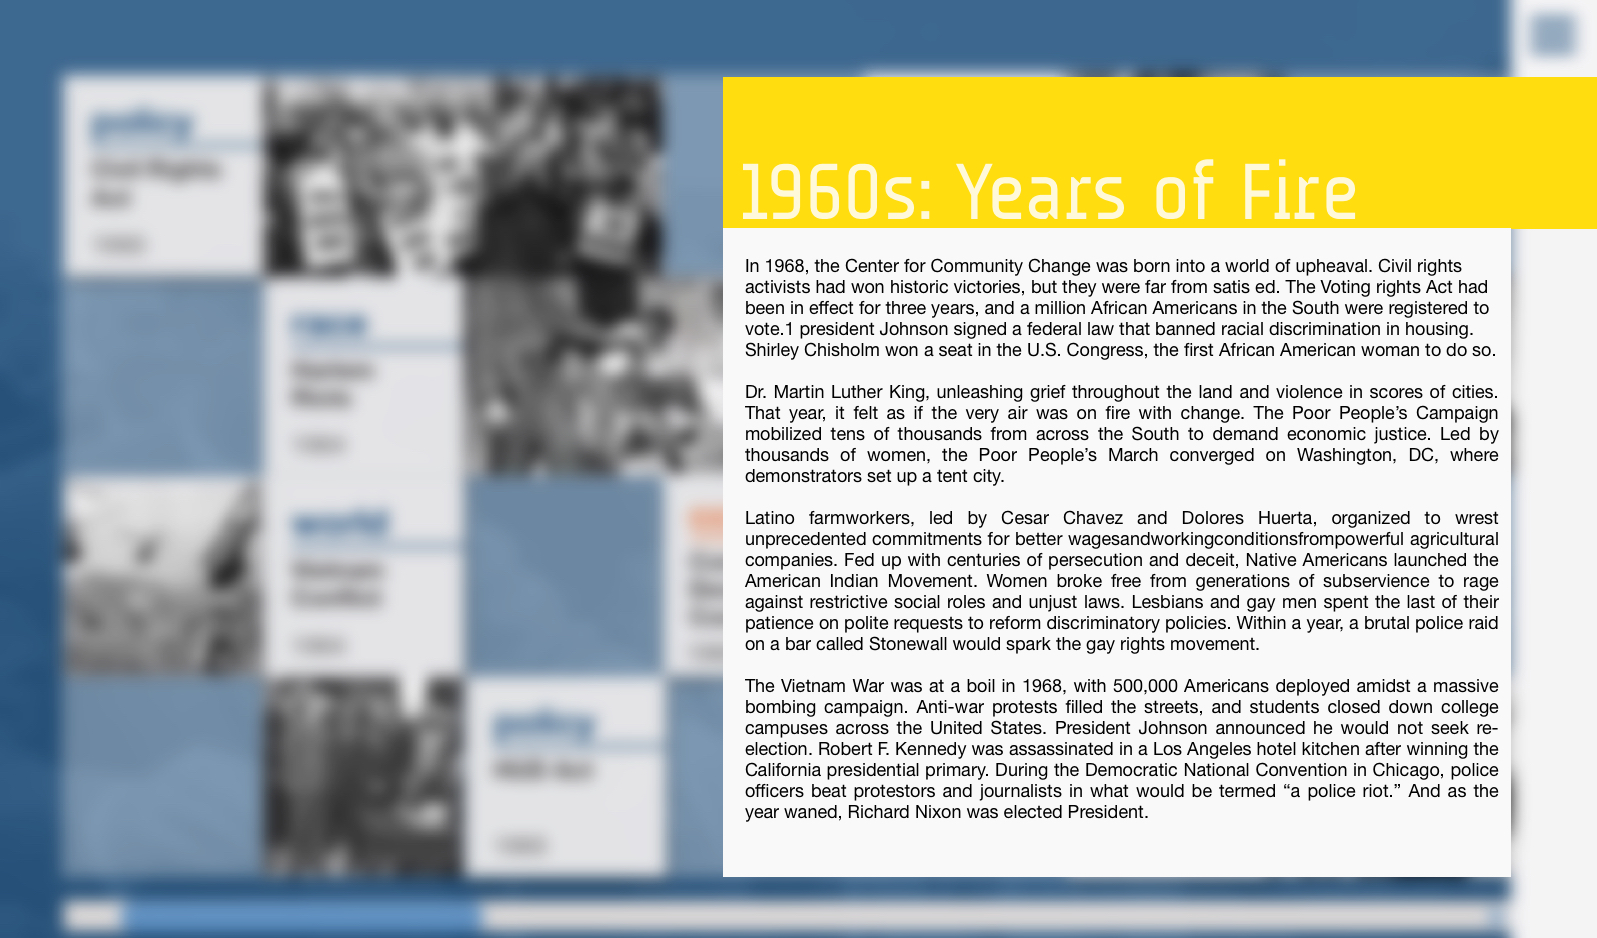 policy
Civil Rights
Act
race
Harlem
Riots
1964
world
Vietnam
Conflict
policy
1965
1960s: Years of Fire
In 1968, the Center for Community Change was born into a world of upheaval. Civil rights
activists had won historic victories, but they were far from satis ed. The Voting rights Act had
been in effect for three years, and a million African Americans in the South were registered to
vote.1 president Johnson signed a federal law that banned racial discrimination in housing.
Shirley Chisholm won a seat in the U.S. Congress, the first African American woman to do so.
Dr. Martin Luther King, unleashing grief throughout the land and violence in scores of cities.
That year, it felt as if the very air was on fire with change. The Poor People’s Campaign
mobilized tens of thousands from across the South to demand economic justice. Led by
thousands of women, the Poor People’s March converged on Washington, DC, where
demonstrators set up a tent city.
Latino farmworkers, led by Cesar Chavez and Dolores Huerta, organized to wrest
unprecedented commitments for better wagesandworkingconditionsfrompowerful agricultural
companies. Fed up with centuries of persecution and deceit, Native Americans launched the
American Indian Movement. Women broke free from generations of subservience to rage
against restrictive social roles and unjust laws. Lesbians and gay men spent the last of their
patience on polite requests to reform discriminatory policies. Within a year, a brutal police raid
on a bar called Stonewall would spark the gay rights movement.
The Vietnam War was at a boil in 1968, with 500,000 Americans deployed amidst a massive
bombing campaign. Anti-war protests filled the streets, and students closed down college
campuses across the United States. President Johnson announced he would not seek re-
election. Robert F. Kennedy was assassinated in a Los Angeles hotel kitchen after winning the
California presidential primary. During the Democratic National Convention in Chicago, police
officers beat protestors and journalists in what would be termed “a police riot.” And as the
year waned, Richard Nixon was elected President.